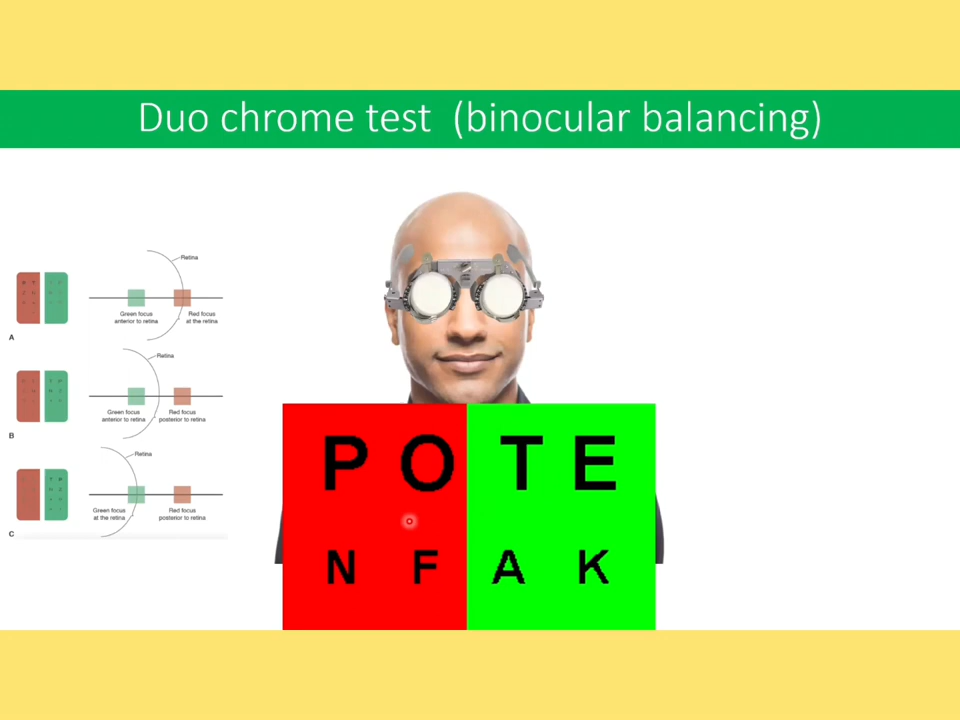 Duo chrome test (binocular balancing)
Retina
Green focus
anterior to retina
Red focus
at the retina
A
Retina
Green focus
anterior to retina
Red focus
posterior to retina
B
Retina
Green focus
at the retina
Red focus
posterior to retina
C
P O T E
N F A K